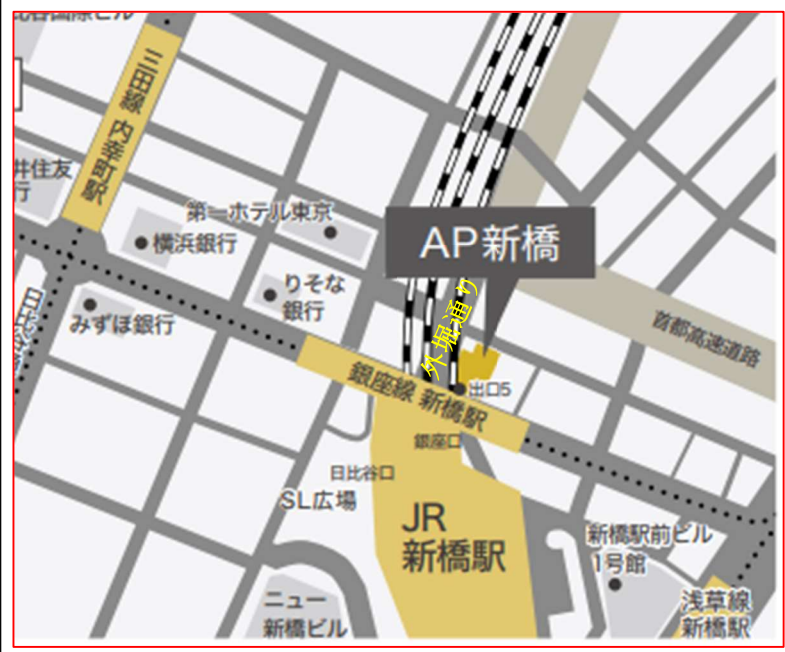 三田線 内幸町駅
井住友
行
第一ホテル東京
横浜銀行
AP新橋
りそな
銀行
みずほ銀行
外堀通り
首都高速道路
銀座線 新橋駅
出口5
銀座口
日比谷口
SL広場
JR
新橋駅
新橋駅前ビル
1号館
ニュー
新橋ビル
浅草線
新橋駅